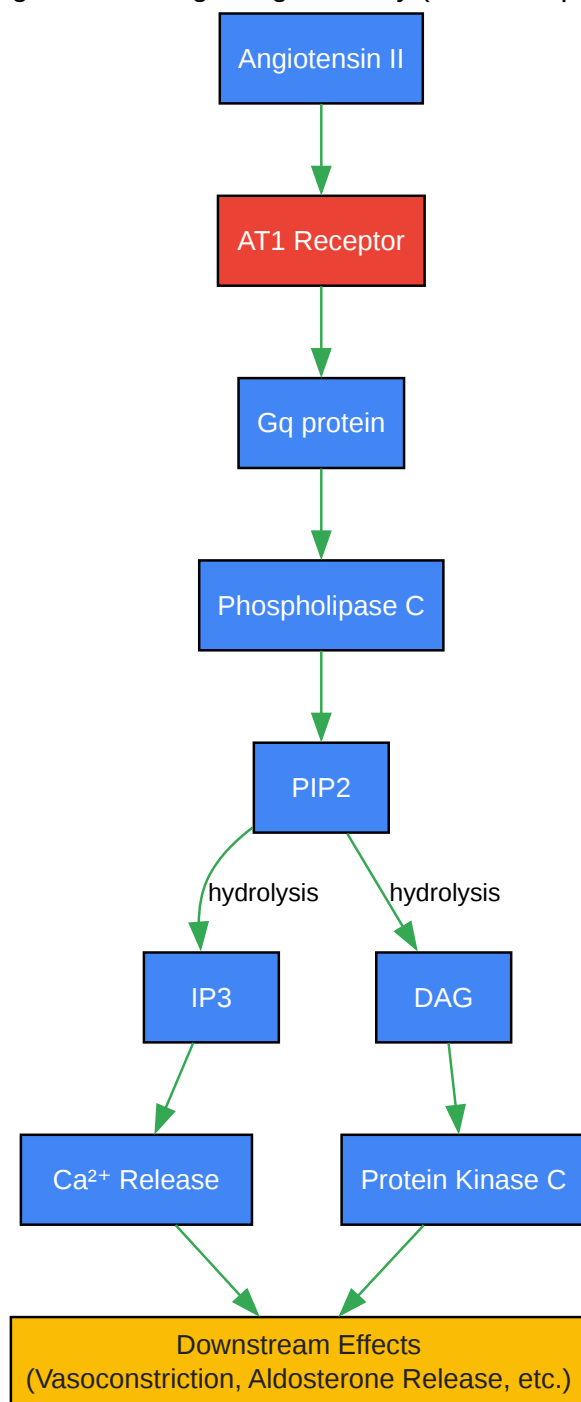 Angiotensin II
AT1 Receptor
Gq protein
Phospholipase C
PIP2
hydrolysis
hydrolysis
IP3
DAG
Ca²⁺ Release
Protein Kinase C
Downstream Effects
(Vasoconstriction, Aldosterone Release, etc.)